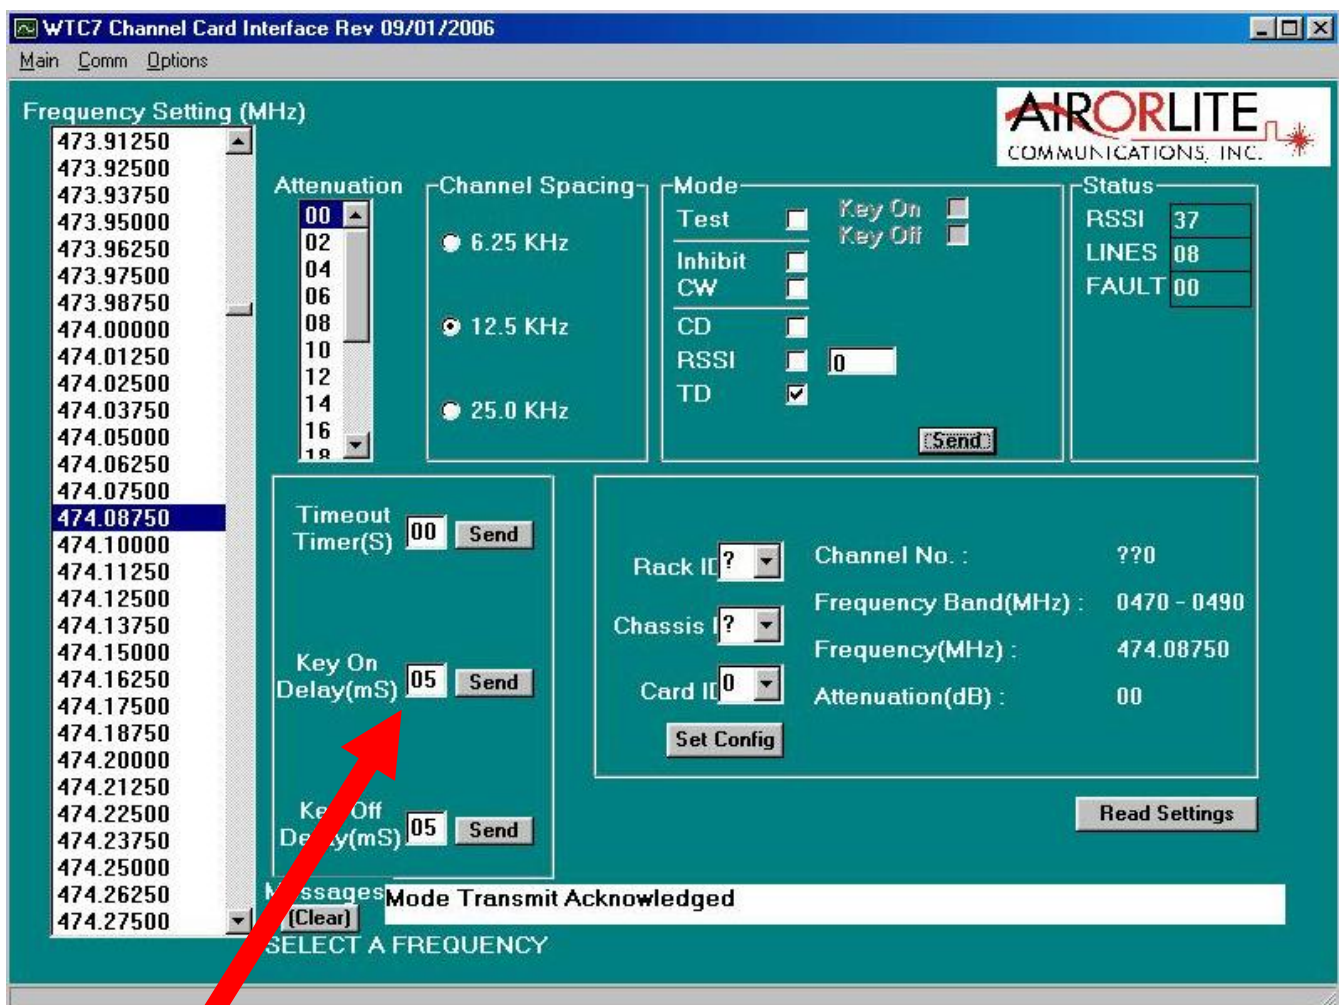 WTC7 Channel Card Interface Rev 09/01/2006
Main Comm Options
Frequency Setting (MHz)
473.91250
473.92500
473.93750
473.95000
473.96250
473.97500
473.98750
474.00000
474.01250
474.02500
474.03750
474.05000
474.06250
474.07500
474.08750
474.10000
474.11250
474.12500
474.13750
474.15000
474.16250
474.17500
474.18750
474.20000
474.21250
474.22500
474.23750
474.25000
474.26250
474.27500
Attenuation
00
02
04
06
08
10
12
14
16
18
Channel Spacing
6.25 KHz
12.5 KHz
25.0 KHz
Mode
Test
Key On
Key Off
Inhibit
CW
CD
RSSI 0
TD
Send
AIRORLITE
COMMUNICATIONS, INC.
Status
RSSI 37
LINES 08
FAULT 00
Timeout
Timer(S) 00 Send
Key On
Delay(mS) 05 Send
Off
05 Send
Rack ?
Chassis ?
Card 0
Set Config
Channel No. : ??0
Frequency Band(MHz) : 0470 - 0490
Frequency(MHz) : 474.08750
Attenuation(dB) : 00
Read Settings
Mode Transmit Acknowledged
(Clear)
SELECT A FREQUENCY